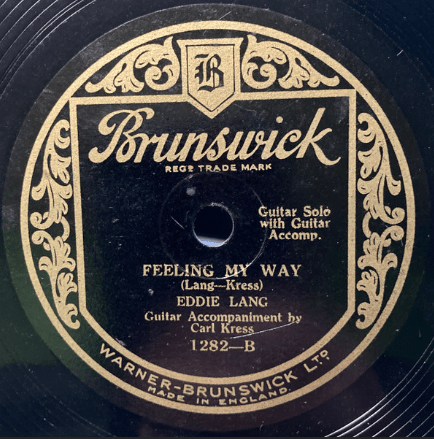 B
Brunswick
REGD TRADE MARK
Guitar Solo
with Guitar
Accomp.
FEELING MY WAY
(Lang—Kress)
EDDIE LANG
Guitar Accompaniment by
Carl Kress
1282—B
WARNER-BRUNSWICK LTD
MADE IN ENGLAND.